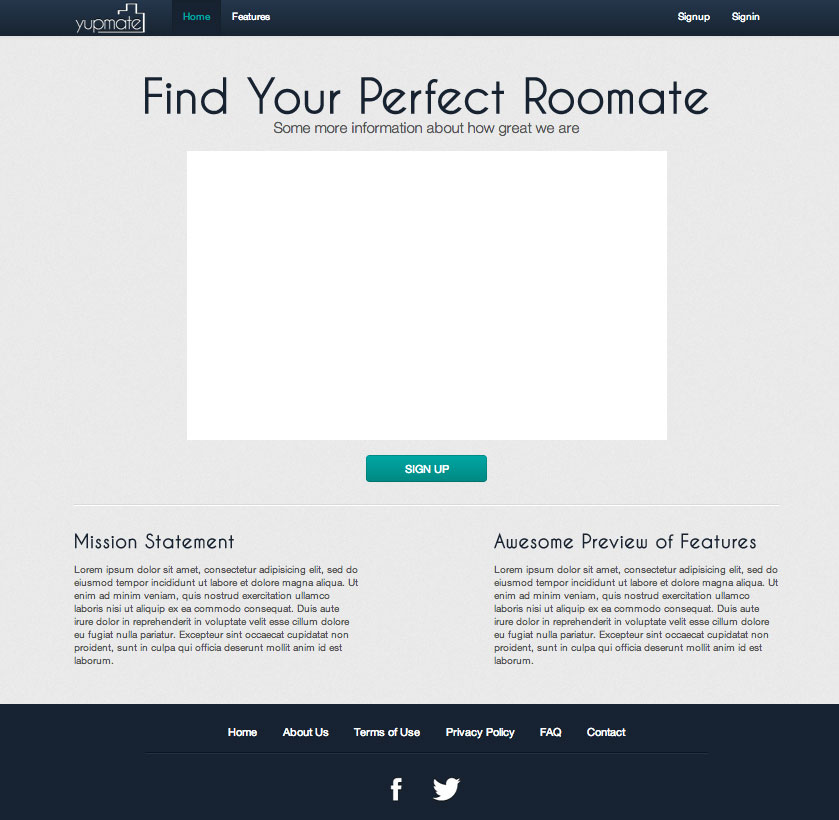 yupmate
Home
Features
Signup
Signin
Find Your Perfect Roomate
Some more information about how great we are
SIGN UP
Mission Statement
Lorem ipsum dolor sit amet, consectetur adipisicing elit, sed do
eiusmod tempor incididunt ut labore et dolore magna aliqua. Ut
enim ad minim veniam, quis nostrud exercitation ullamco
laboris nisi ut aliquip ex ea commodo consequat. Duis aute
irure dolor in reprehenderit in voluptate velit esse cillum dolore
eu fugiat nulla pariatur. Excepteur sint occaecat cupidatat non
proident, sunt in culpa qui officia deserunt mollit anim id est
laborum.
Awesome Preview of Features
Lorem ipsum dolor sit amet, consectetur adipisicing elit, sed do
eiusmod tempor incididunt ut labore et dolore magna aliqua. Ut
enim ad minim veniam, quis nostrud exercitation ullamco
laboris nisi ut aliquip ex ea commodo consequat. Duis aute
irure dolor in reprehenderit in voluptate velit esse cillum dolore
eu fugiat nulla pariatur. Excepteur sint occaecat cupidatat non
proident, sunt in culpa qui officia deserunt mollit anim id est
laborum.
Home
About Us
Terms of Use
Privacy Policy
FAQ
Contact